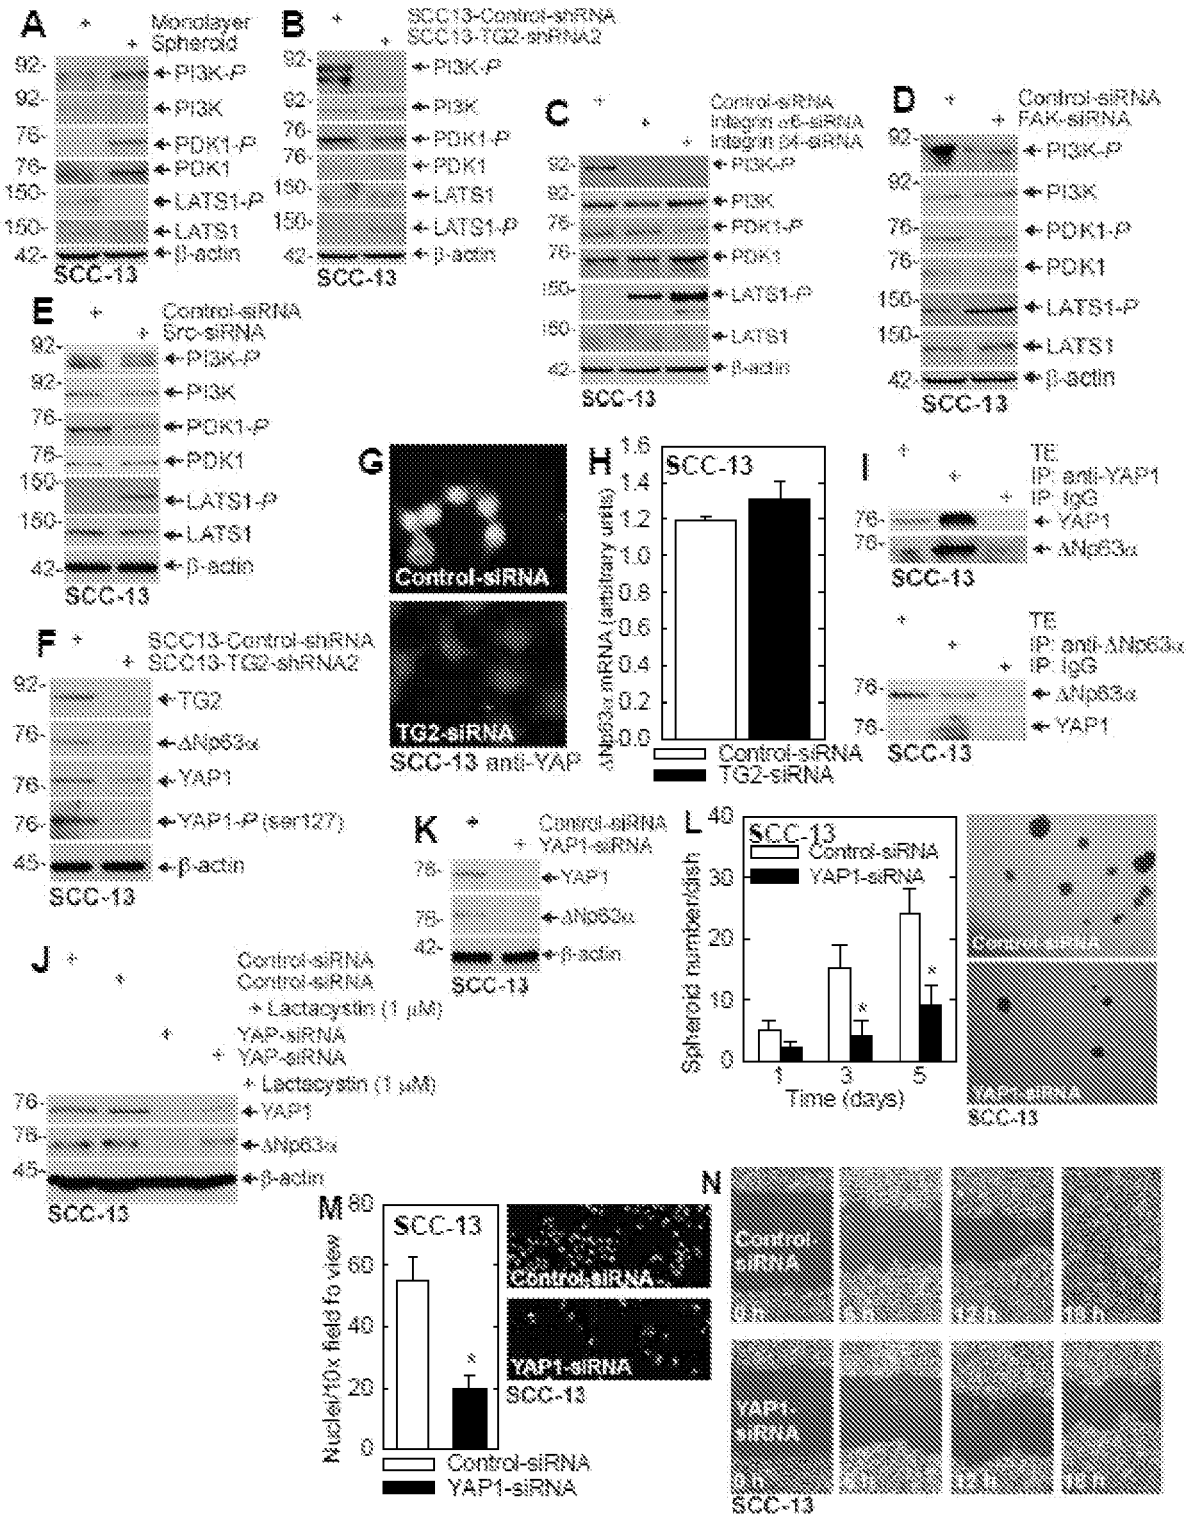 A
+ Monolayer
+ Spheroid
92-
PI3K-P
92-
PI3K
76-
PDK1-P
76-
PDK1
150-
LATS1-P
150-
LATS1
42-
β-actin
SCC-13
B
+ SCC13-Control-shRNA
+ SCC13-TG2-shRNA2
92-
PI3K-P
92-
PI3K
76-
PDK1-P
76-
PDK1
150-
LATS1
150-
LATS1-P
42-
β-actin
SCC-13
C
+ Control-siRNA
+ Integrin α6-siRNA
+ Integrin β4-siRNA
92-
PI3K-P
92-
PI3K
76-
PDK1-P
76-
PDK1
150-
LATS1-P
150-
LATS1
42-
β-actin
SCC-13
D
+ Control-siRNA
+ FAK-siRNA
92-
PI3K-P
92-
PI3K
76-
PDK1-P
76-
PDK1
150-
LATS1-P
150-
LATS1
42-
β-actin
SCC-13
E
+ Control-siRNA
+ Src-siRNA
92-
PI3K-P
92-
PI3K
76-
PDK1-P
76-
PDK1
150-
LATS1-P
150-
LATS1
42-
β-actin
SCC-13
F
+ SCC13-Control-shRNA
+ SCC13-TG2-shRNA2
92-
TG2
76-
ΔNp63α
76-
YAP1
76-
YAP1-P (ser127)
45-
β-actin
SCC-13
G
Control-siRNA
TG2-siRNA
SCC-13 anti-YAP
H
SCC-13
ΔNp63α mRNA (arbitrary units)
1.6
1.4
1.2
1.0
0.8
0.6
0.4
0.2
0.0
Control-siRNA
TG2-siRNA
I
+ TE
+ IP: anti-YAP1
+ IP: IgG
76-
YAP1
76-
ΔNp63α
SCC-13
+ TE
+ IP: anti-ΔNp63α
+ IP: IgG
76-
ΔNp63α
76-
YAP1
SCC-13
J
+ Control-siRNA
+ Control-siRNA
+ Lactacystin (1 µM)
+ YAP-siRNA
+ YAP-siRNA
+ Lactacystin (1 µM)
76-
YAP1
76-
ΔNp63α
45-
β-actin
SCC-13
K
+ Control-siRNA
+ YAP1-siRNA
76-
YAP1
76-
ΔNp63α
42-
β-actin
SCC-13
L
SCC-13
Control-siRNA
YAP1-siRNA
Spheroid number/dish
40
30
20
10
0
*
*
1 3 5
Time (days)
Control-siRNA
YAP1-siRNA
SCC-13
M
SCC-13
Nuclei/10x field fo view
80
60
40
20
0
*
Control-siRNA
YAP1-siRNA
Control-siRNA
YAP1-siRNA
SCC-13
N
Control-
siRNA
0 h
12 h
YAP1-
siRNA
0 h
12 h
SCC-13